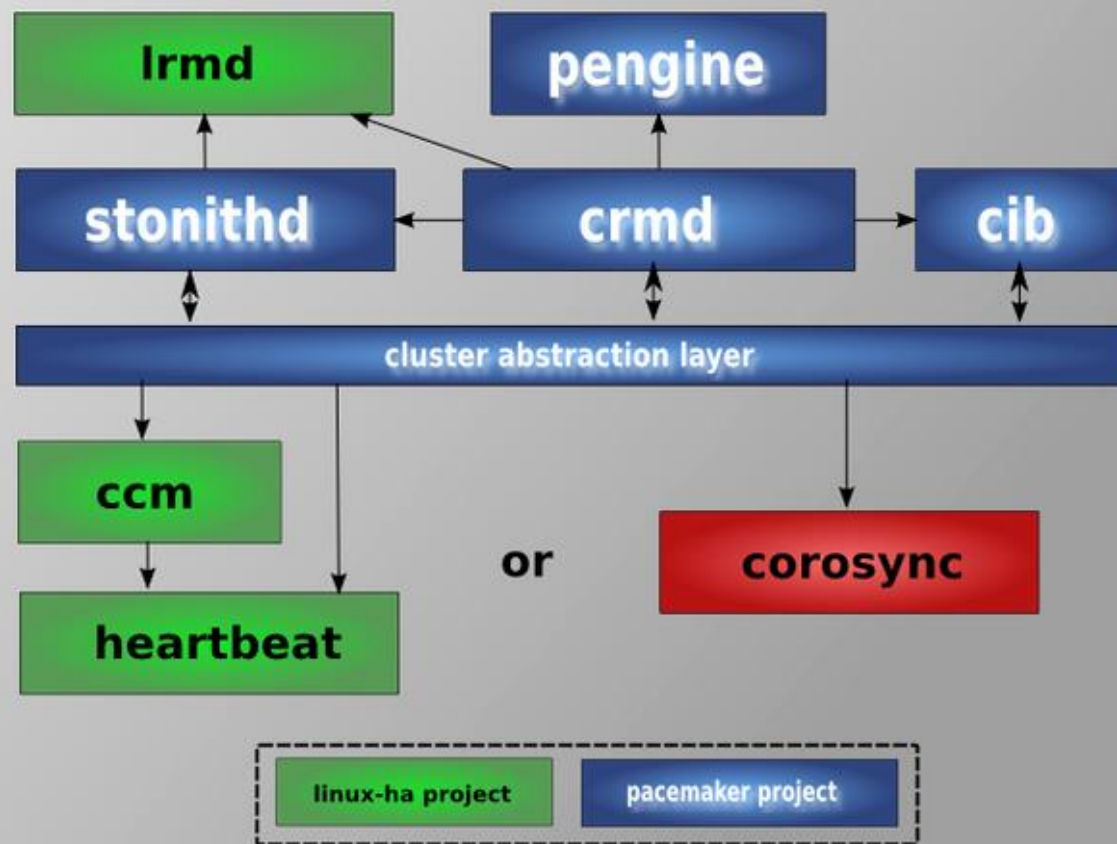 lrmd
pengine
stonithd
crmd
cib
cluster abstraction layer
ccm
or
corosync
heartbeat
linux-ha project
pacemaker project